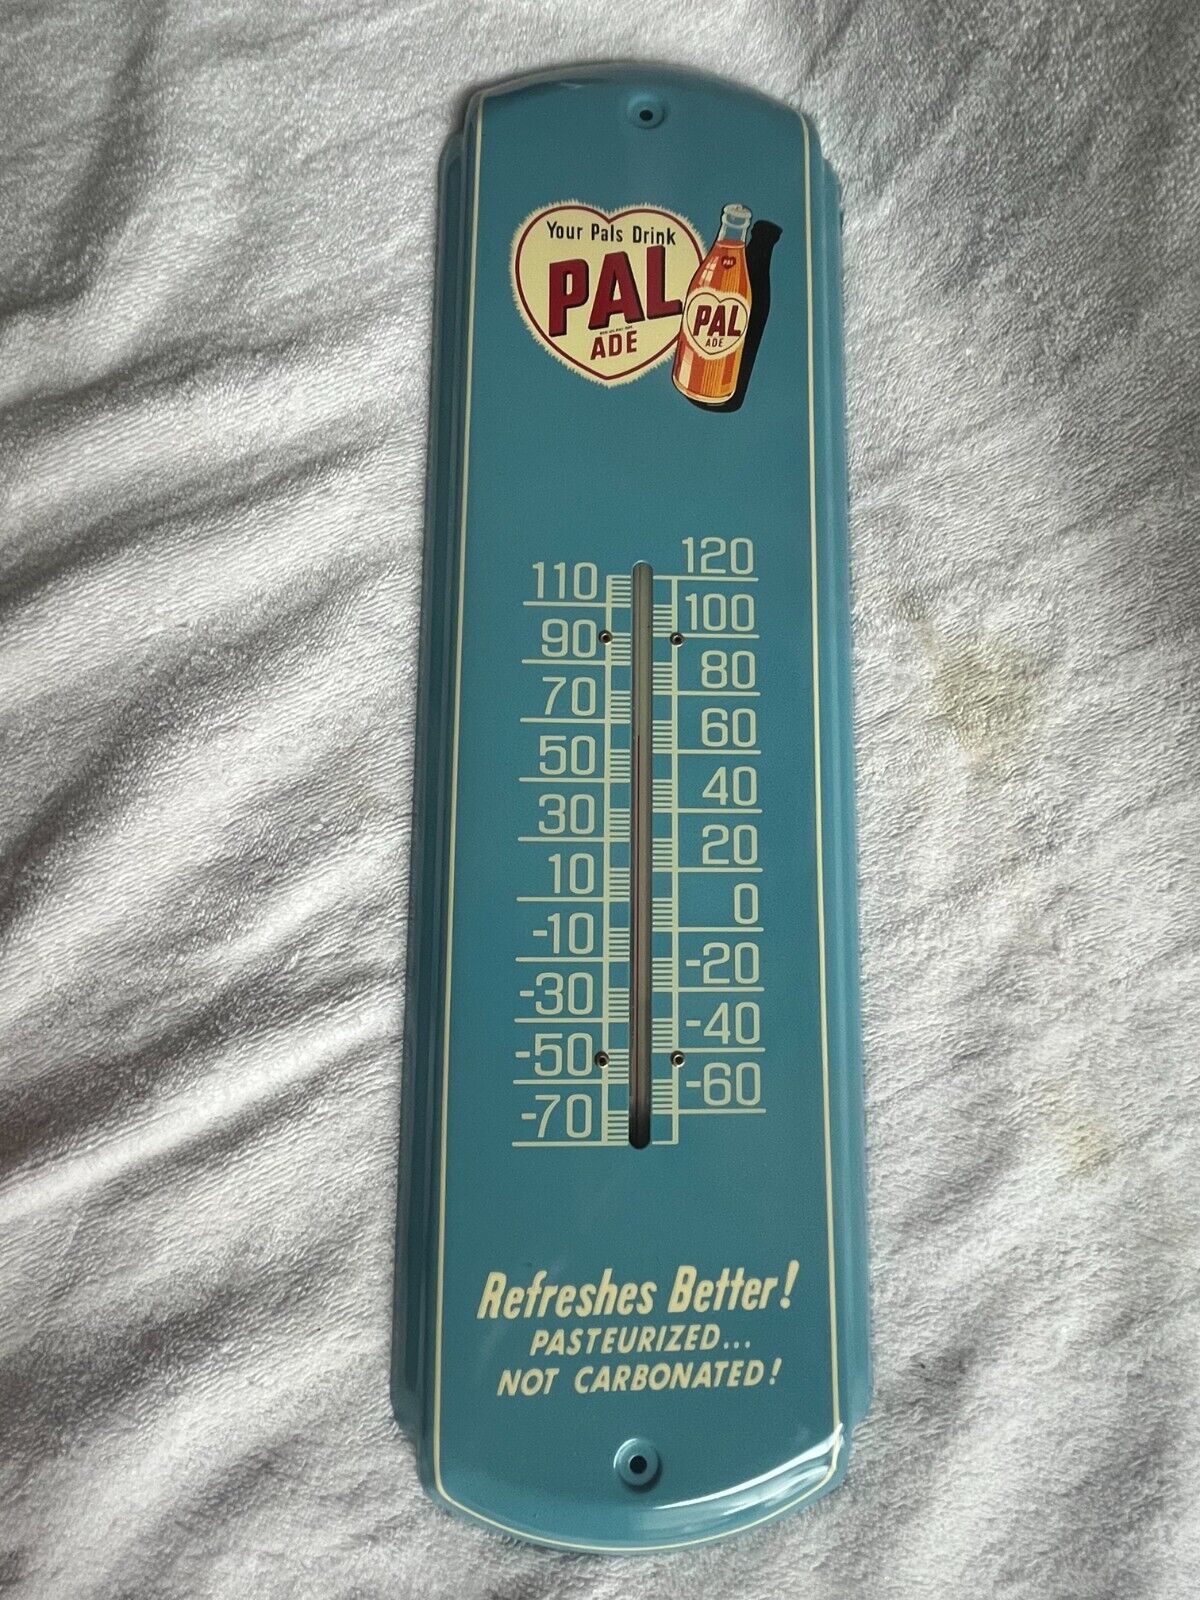 Your Pals Drink
PAL
ADE
PAL
PAL
ADE
120
110
100
90
80
70
60
50
40
30
20
10
0
-10
-20
-30
-40
-50
-60
-70
Refreshes Better!
PASTEURIZED...
NOT CARBONATED!